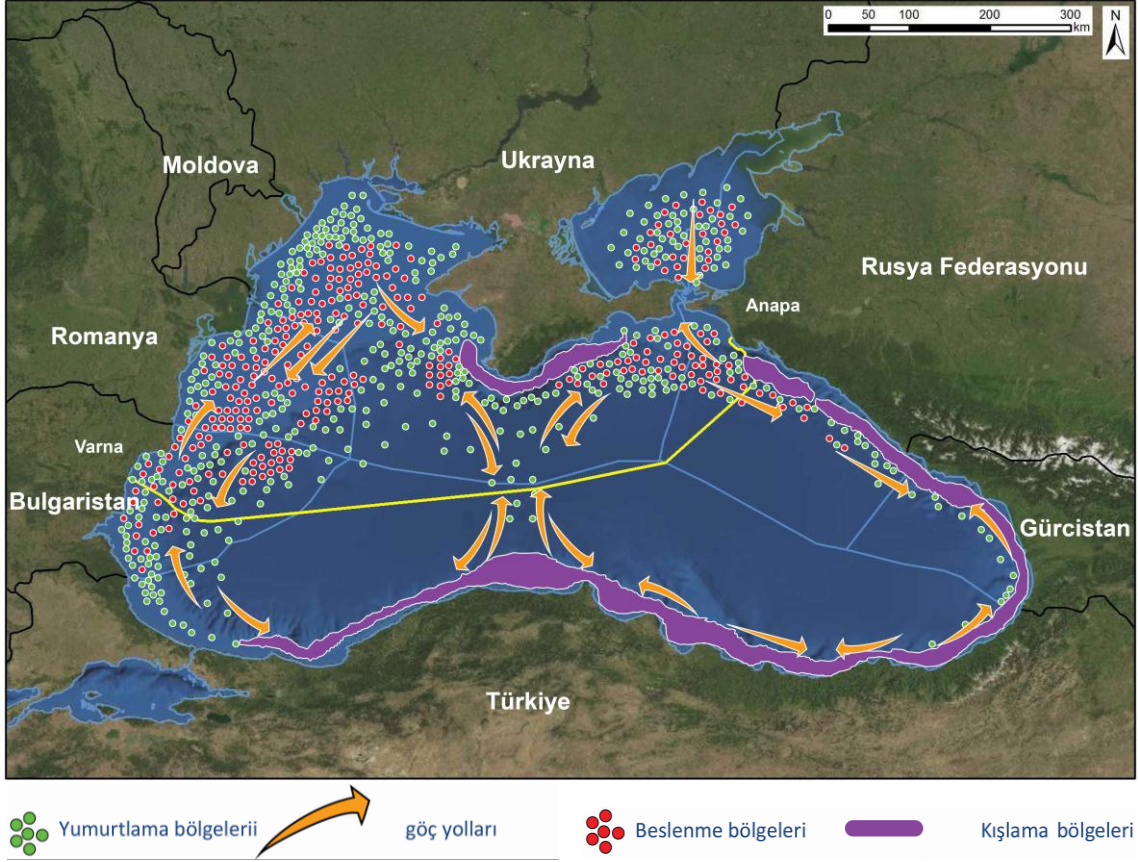 0 50 100 200 300
km
N
Moldova
Ukrayna
Rusya Federasyonu
Anapa
Romanya
Varna
Bulgaristan
Gürcistan
Türkiye
Yumurtlama bölgelerii göç yolları Beslenme bölgeleri Kışlama bölgeleri